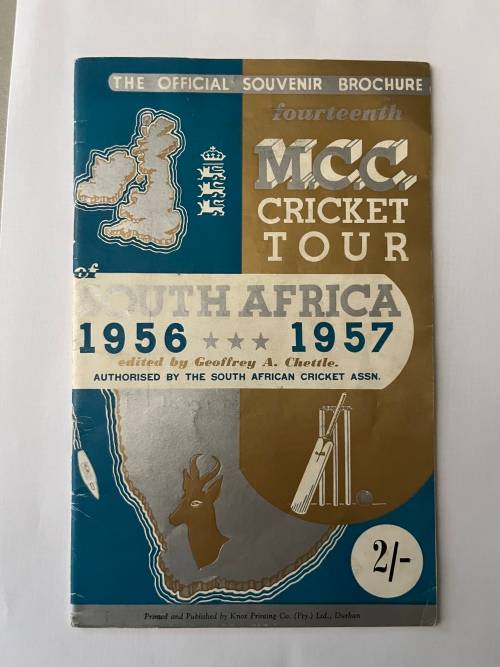 THE OFFICIAL SOUVENIR BROCHURE
fourteenth
M.C.C.
CRICKET
TOUR
of
SOUTH AFRICA
1956 ★★★ 1957
edited by Geoffrey A. Chettle.
AUTHORISED BY THE SOUTH AFRICAN CRICKET ASSN.
2/-
Printed and Published by Knox Printing Co. (Pty.) Ltd., Durban